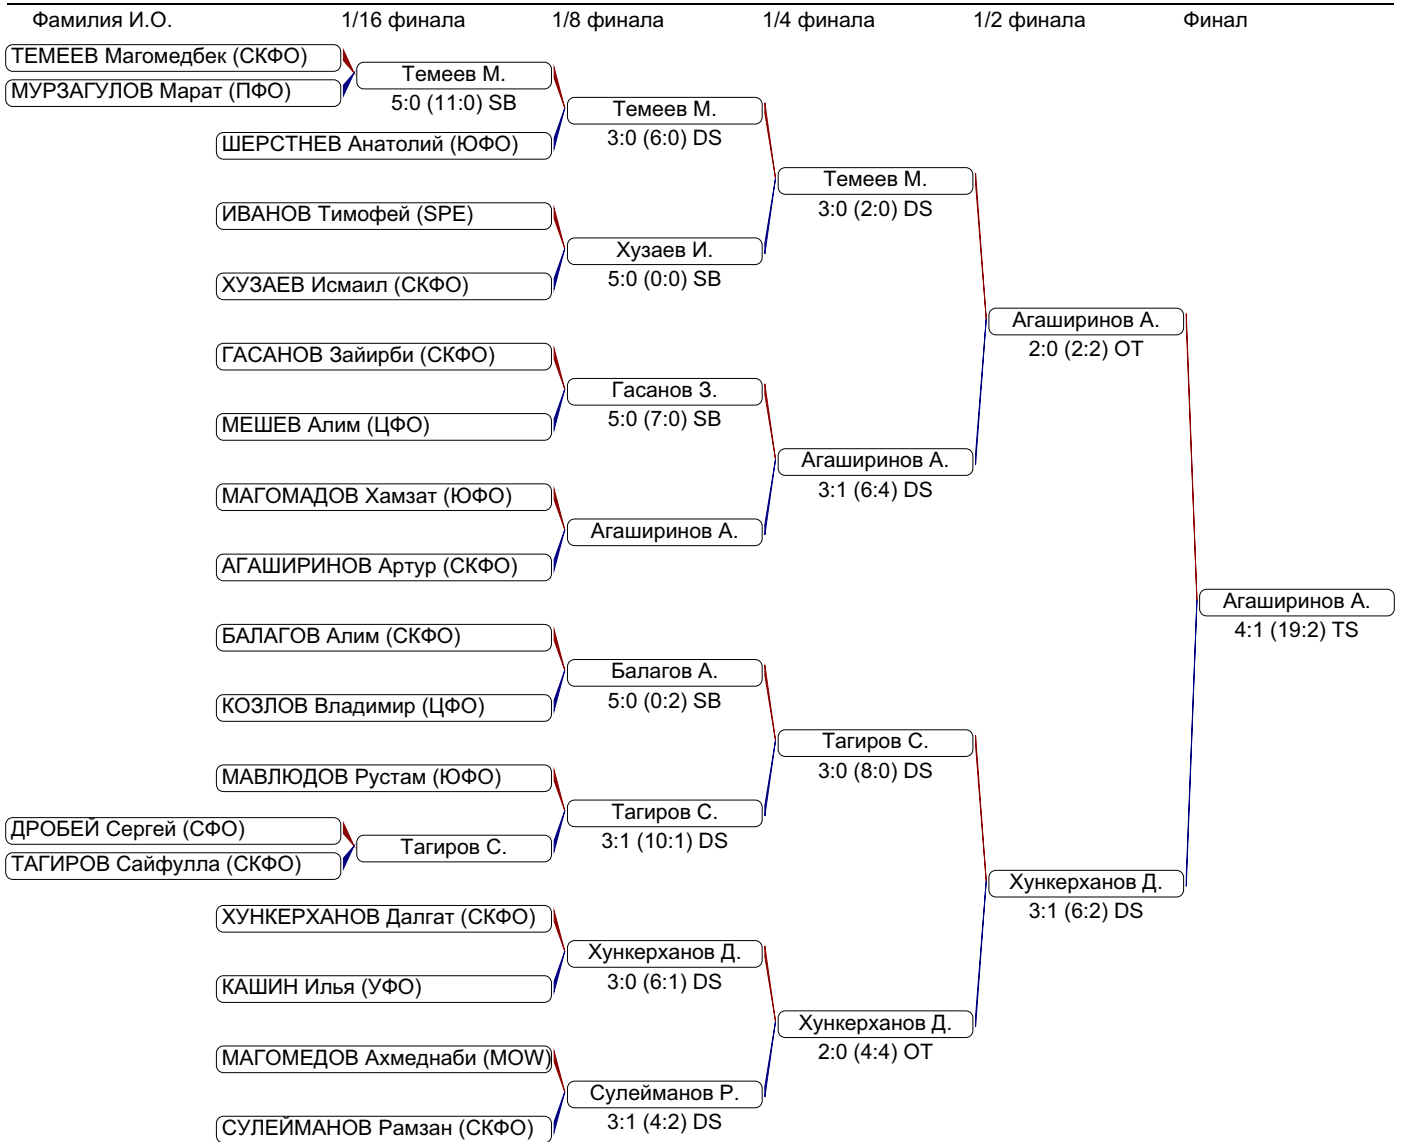 Фамилия И.О. 1/16 финала 1/8 финала 1/4 финала 1/2 финала Финал
ТЕМЕЕВ Магомедбек (СКФО)
Темеев М.
МУРЗАГУЛОВ Марат (ПФО)
5:0 (11:0) SB
Темеев М.
3:0 (6:0) DS
ШЕРСТНЕВ Анатолий (ЮФО)
Темеев М.
3:0 (2:0) DS
ИВАНОВ Тимофей (SPE)
Хузаев И.
5:0 (0:0) SB
ХУЗАЕВ Исмаил (СКФО)
Агаширинов А.
2:0 (2:2) OT
ГАСАНОВ Зайирби (СКФО)
Гасанов З.
5:0 (7:0) SB
МЕШЕВ Алим (ЦФО)
Агаширинов А.
3:1 (6:4) DS
МАГОМАДОВ Хамзат (ЮФО)
Агаширинов А.
АГАШИРИНОВ Артур (СКФО)
Агаширинов А.
4:1 (19:2) TS
БАЛАГОВ Алим (СКФО)
Балагов А.
5:0 (0:2) SB
КОЗЛОВ Владимир (ЦФО)
Тагиров С.
3:0 (8:0) DS
МАВЛЮДОВ Рустам (ЮФО)
Тагиров С.
3:1 (10:1) DS
ДРОБЕЙ Сергей (СФО)
Тагиров С.
ТАГИРОВ Сайфулла (СКФО)
Хункерханов Д.
3:1 (6:2) DS
ХУНКЕРХАНОВ Далгат (СКФО)
Хункерханов Д.
3:0 (6:1) DS
КАШИН Илья (УФО)
Хункерханов Д.
2:0 (4:4) OT
МАГОМЕДОВ Ахмеднаби (MOW)
Сулейманов Р.
3:1 (4:2) DS
СУЛЕЙМАНОВ Рамзан (СКФО)